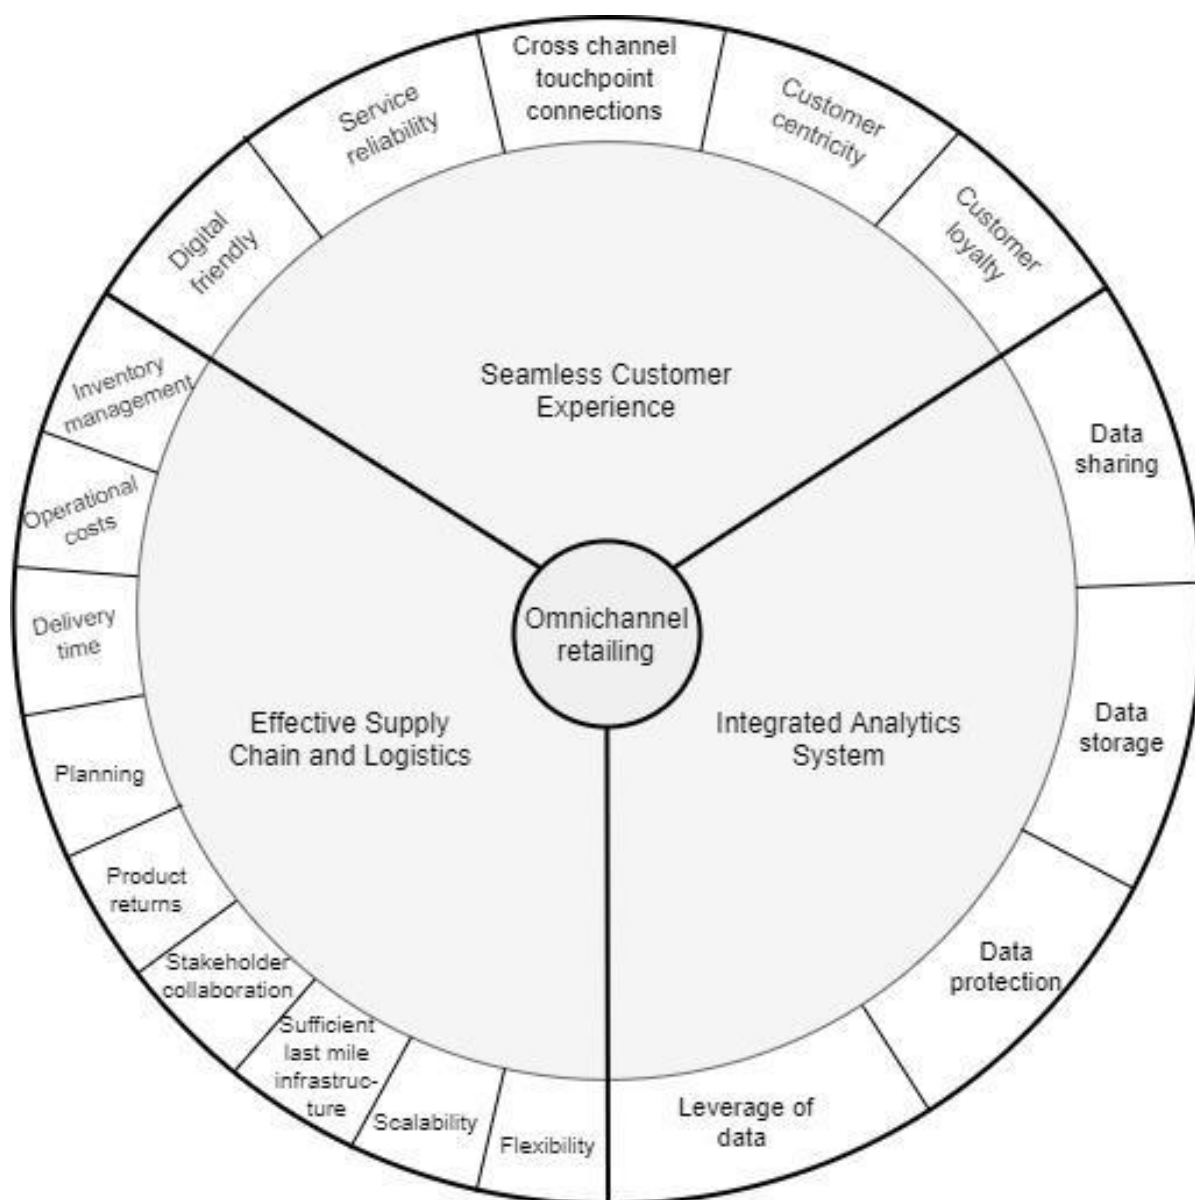 Cross channel
touchpoint
connections
Customer
centricity
Customer
loyalty
Service
reliability
Digital
friendly
Seamless Customer
Experience
Inventory
management
Operational
costs
Delivery
time
Planning
Product
returns
Stakeholder
collaboration
Sufficient
last mile
infrastruc-
ture
Scalability
Flexibility
Effective Supply
Chain and Logistics
Omnichannel
retailing
Integrated Analytics
System
Data
sharing
Data
storage
Data
protection
Leverage of
data